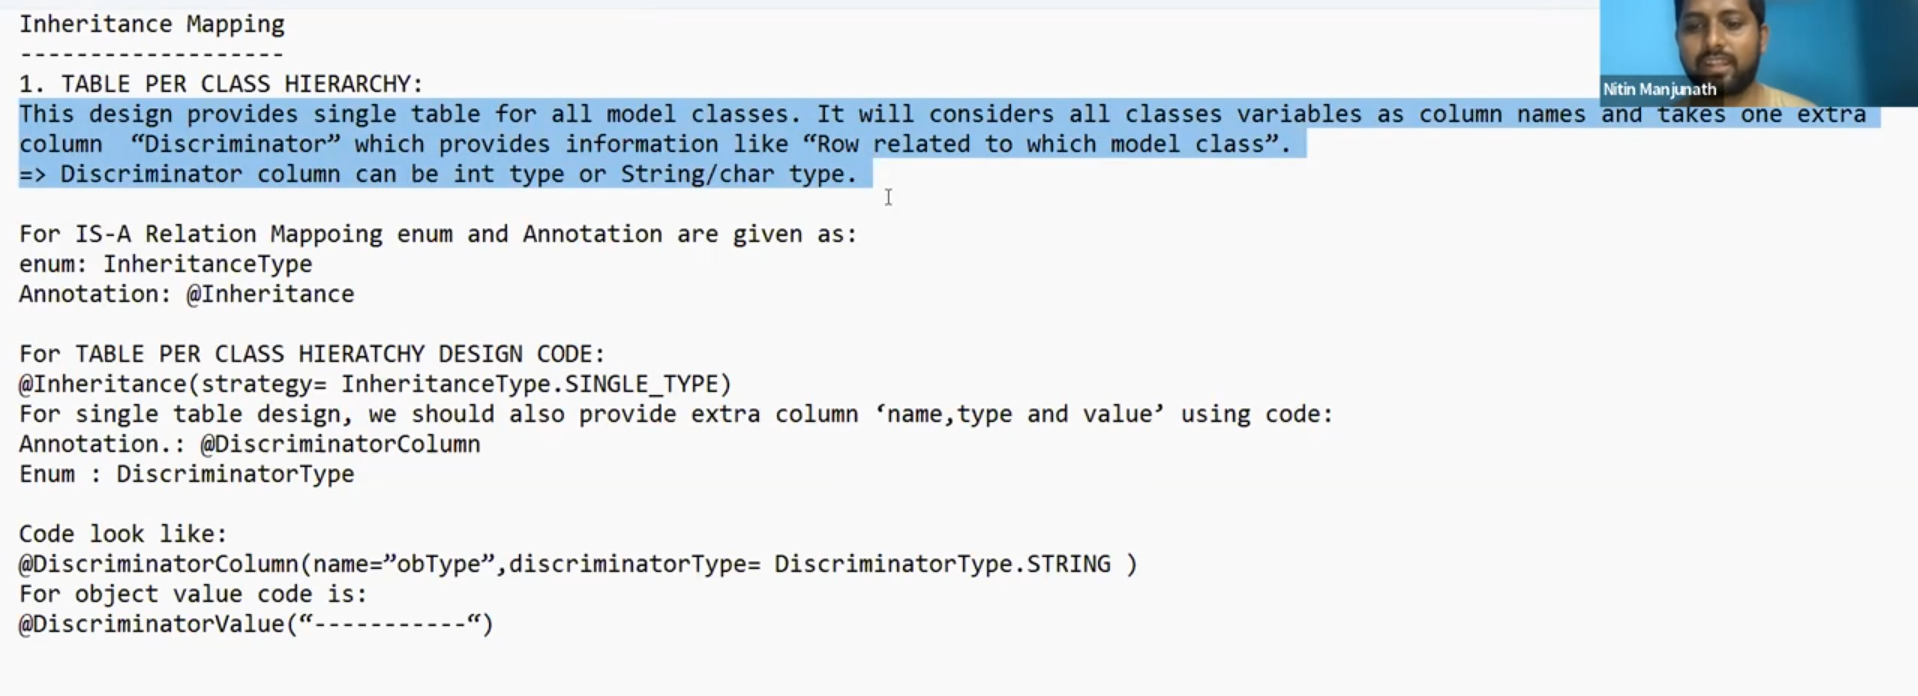 Inheritance Mapping
-------------------
1. TABLE PER CLASS HIERARCHY:
Nitin Manjunath
This design provides single table for all model classes. It will considers all classes variables as column names and takes one extra
column  “Discriminator” which provides information like “Row related to which model class”.
=> Discriminator column can be int type or String/char type.
For IS-A Relation Mappoing enum and Annotation are given as:
enum: InheritanceType
Annotation: @Inheritance
For TABLE PER CLASS HIERATCHY DESIGN CODE:
@Inheritance(strategy= InheritanceType.SINGLE_TYPE)
For single table design, we should also provide extra column ‘name,type and value’ using code:
Annotation.: @DiscriminatorColumn
Enum : DiscriminatorType
Code look like:
@DiscriminatorColumn(name=”obType”,discriminatorType= DiscriminatorType.STRING )
For object value code is:
@DiscriminatorValue(“-----------“)